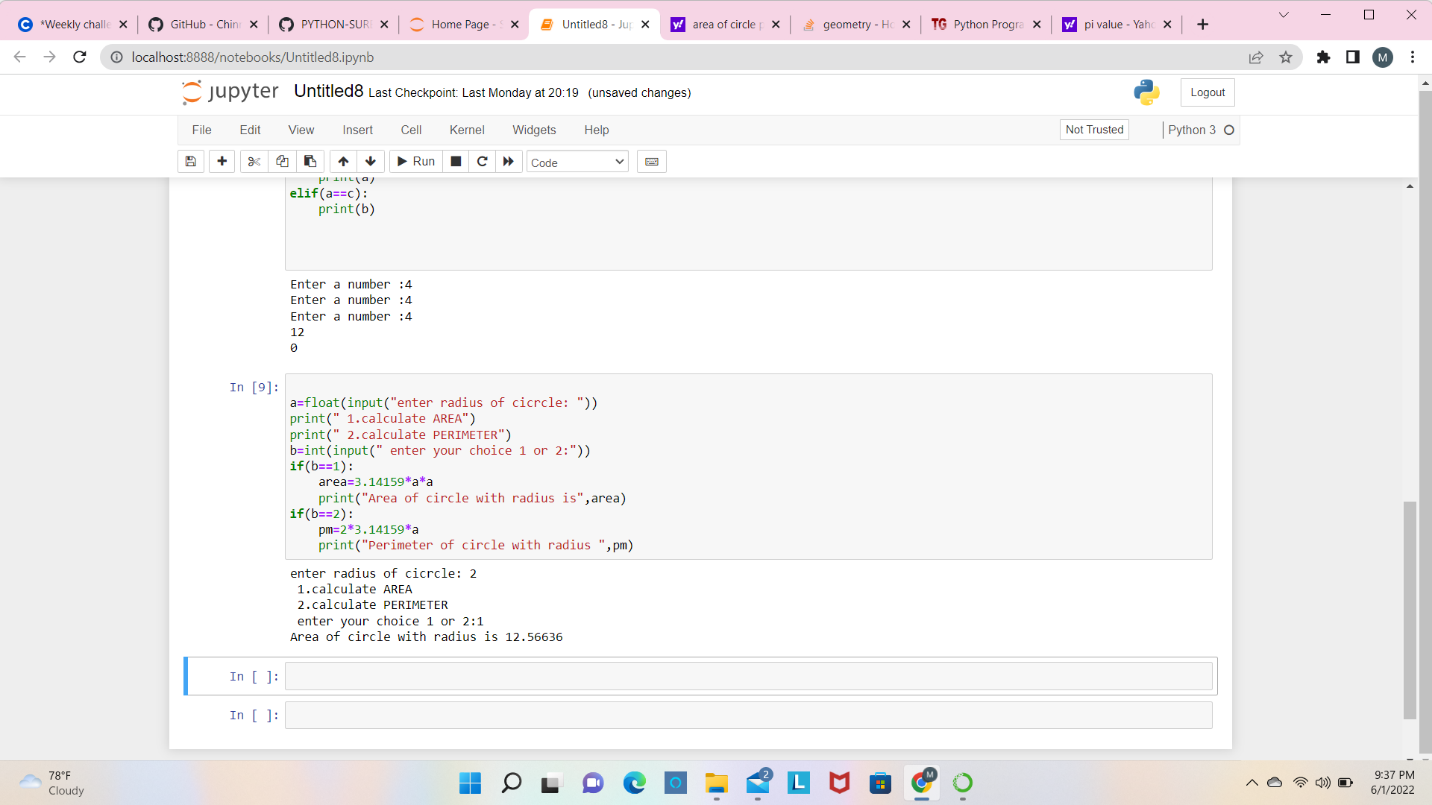 *Weekly challe
GitHub - Chin
PYTHON-SUR
Home Page - S
Untitled8 - Jup
area of circle p
geometry - Ho
TG Python Progra
pi value - Yaho
localhost:8888/notebooks/Untitled8.ipynb
M
jupyter Untitled8 Last Checkpoint: Last Monday at 20:19 (unsaved changes)
Logout
File Edit View Insert Cell Kernel Widgets Help
Not Trusted
Python 3
Run
Code
print(a)
elif(a==c):
    print(b)
Enter a number :4
Enter a number :4
Enter a number :4
12
0
In [9]:
a=float(input("enter radius of cicrcle: "))
print(" 1.calculate AREA")
print(" 2.calculate PERIMETER")
b=int(input(" enter your choice 1 or 2:"))
if(b==1):
    area=3.14159*a*a
    print("Area of circle with radius is",area)
if(b==2):
    pm=2*3.14159*a
    print("Perimeter of circle with radius ",pm)
enter radius of cicrcle: 2
 1.calculate AREA
 2.calculate PERIMETER
 enter your choice 1 or 2:1
Area of circle with radius is 12.56636
In [ ]:
In [ ]:
78°F
Cloudy
2
L
M
9:37 PM
6/1/2022